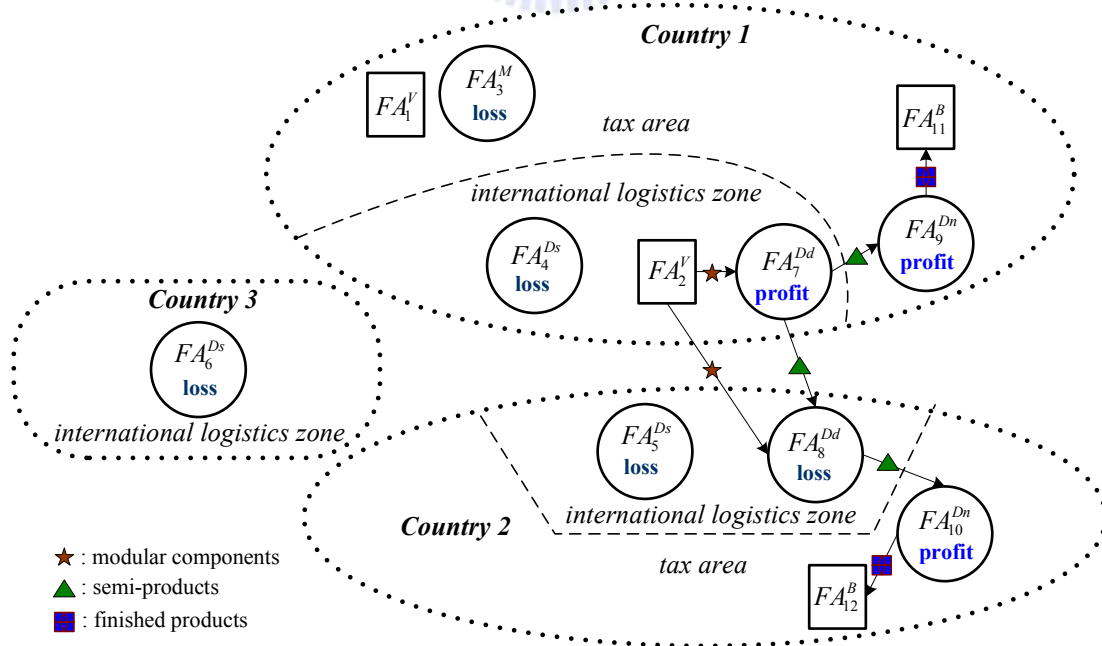 Country 1
FA_3^M
loss
FA_1^V
FA_11^B
tax area
international logistics zone
FA_4^Ds
loss
FA_2^V
FA_7^Dd
profit
FA_9^Dn
profit
Country 3
FA_6^Ds
loss
international logistics zone
FA_5^Ds
loss
FA_8^Dd
loss
international logistics zone
Country 2
FA_10^Dn
profit
tax area
FA_12^B
: modular components
: semi-products
: finished products